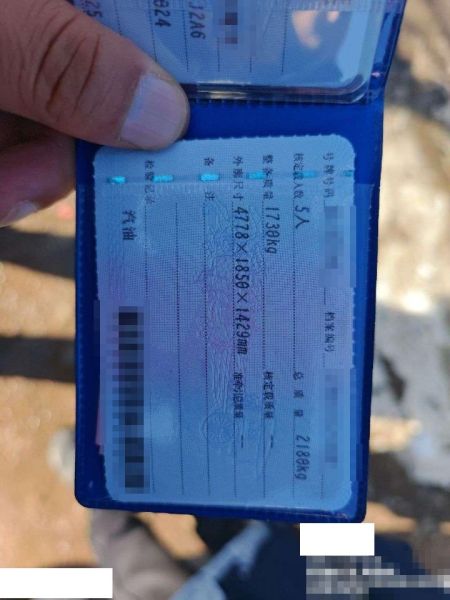 024
号牌号码 档案编号
核定载人数 5人 总质量 2180kg
整备质量 1730kg 核定载质量 --
外廓尺寸 4778×1850×1429mm 准牵引总质量 --
备注
检验记录
汽油